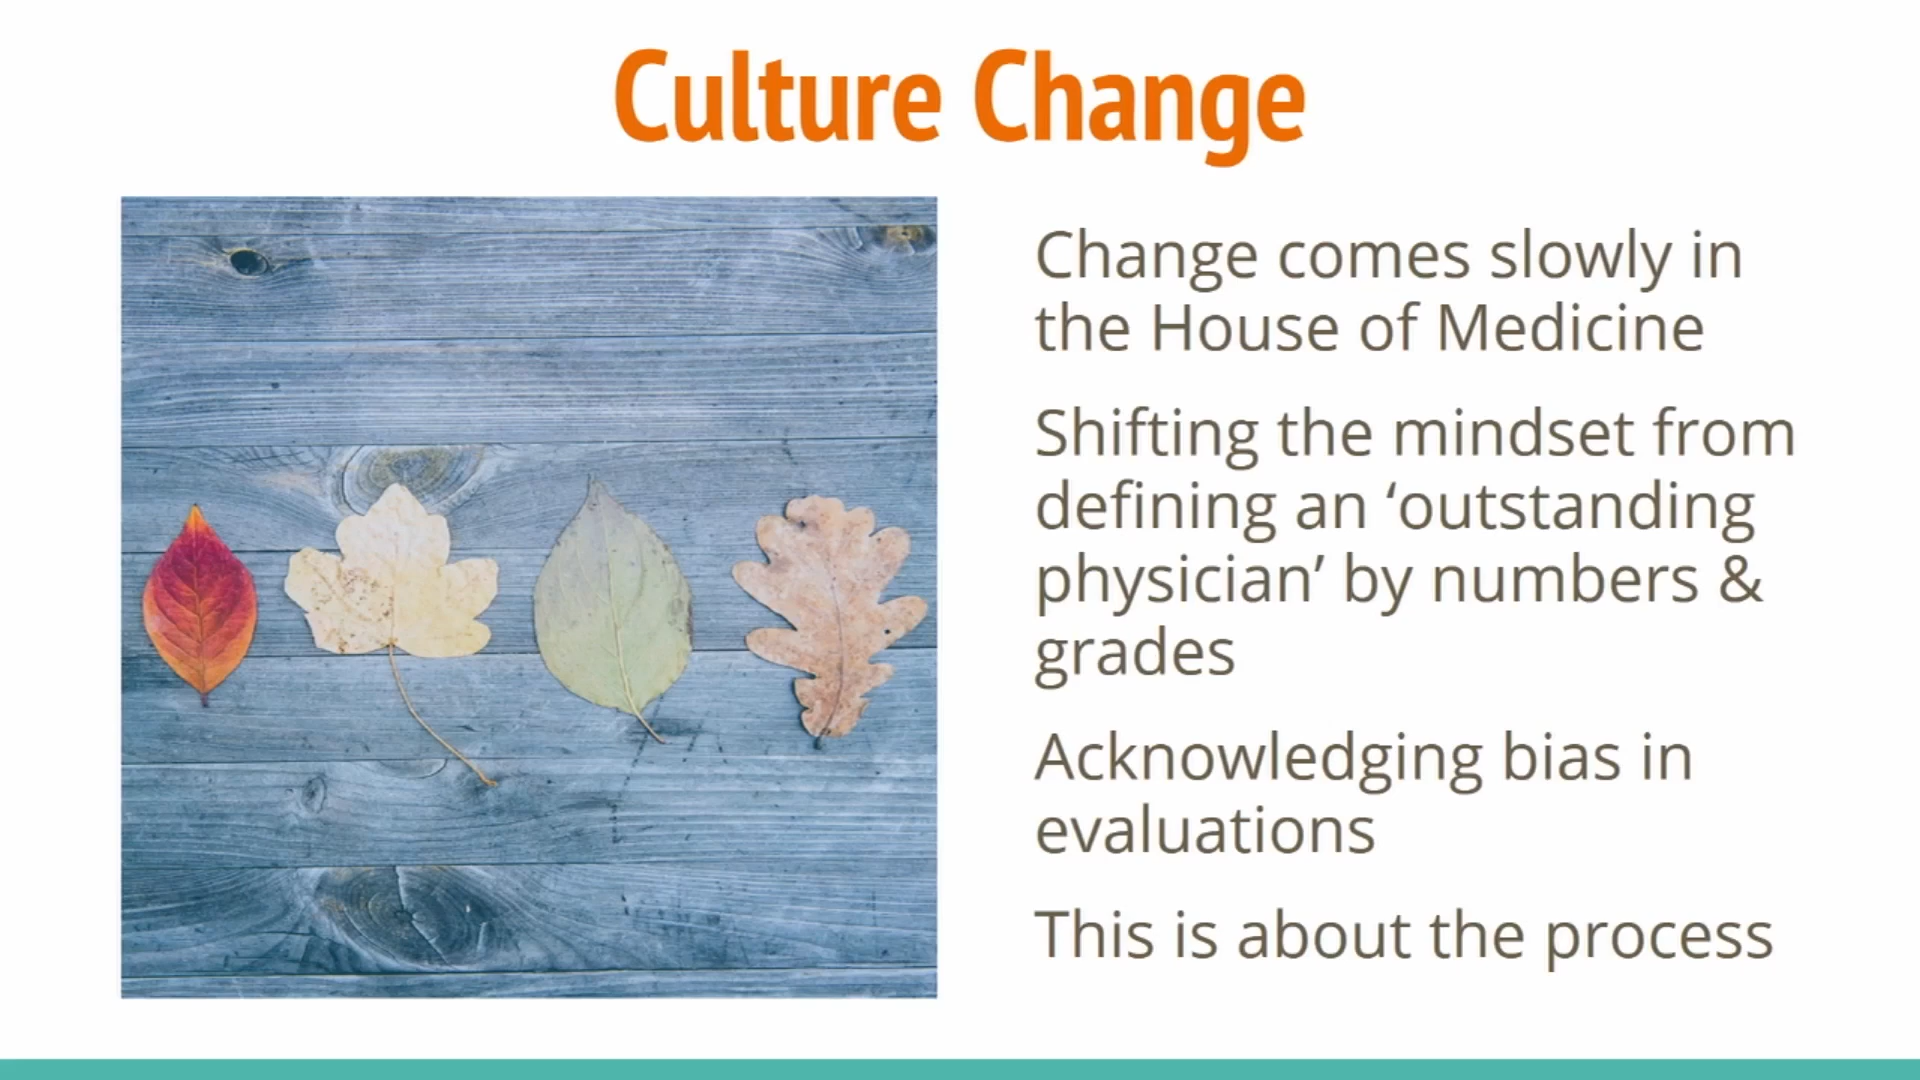 Culture Change
Change comes slowly in
the House of Medicine
Shifting the mindset from
defining an ‘outstanding
physician’ by numbers &
grades
Acknowledging bias in
evaluations
This is about the process